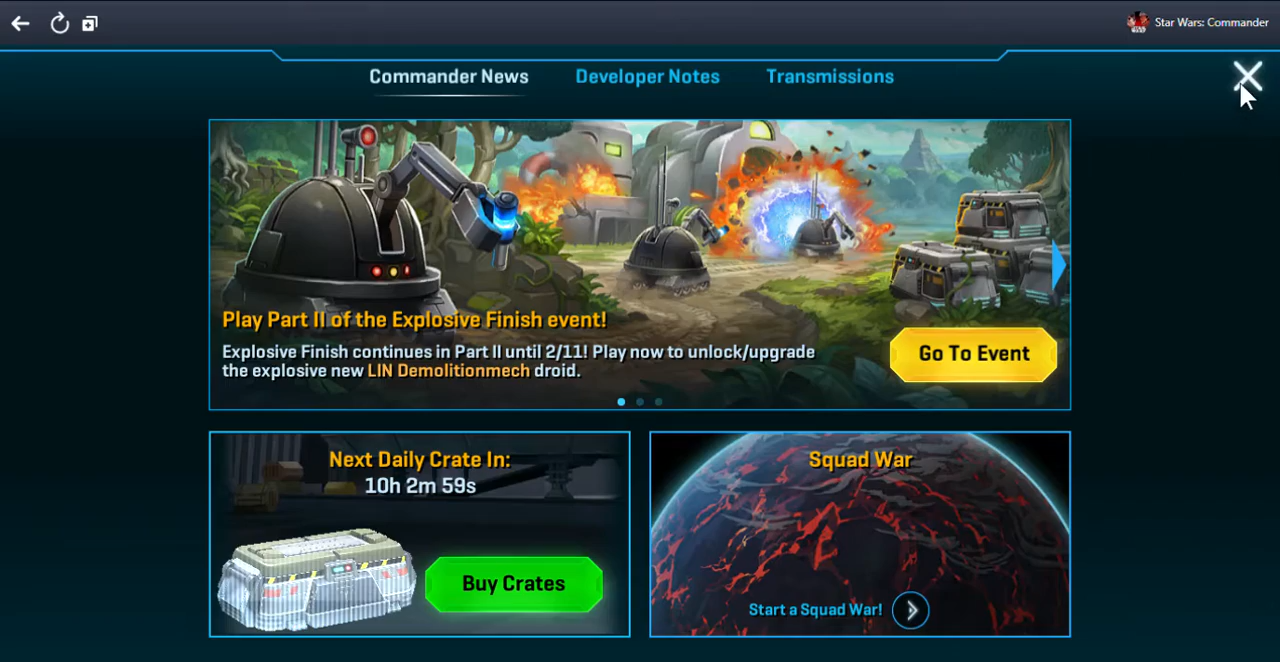 Star Wars: Commander
Commander News
Developer Notes
Transmissions
Play Part II of the Explosive Finish event!
Explosive Finish continues in Part II until 2/11! Play now to unlock/upgrade
the explosive new LIN Demolitionmech droid.
Go To Event
Next Daily Crate In:
10h 2m 59s
Buy Crates
Squad War
Start a Squad War!